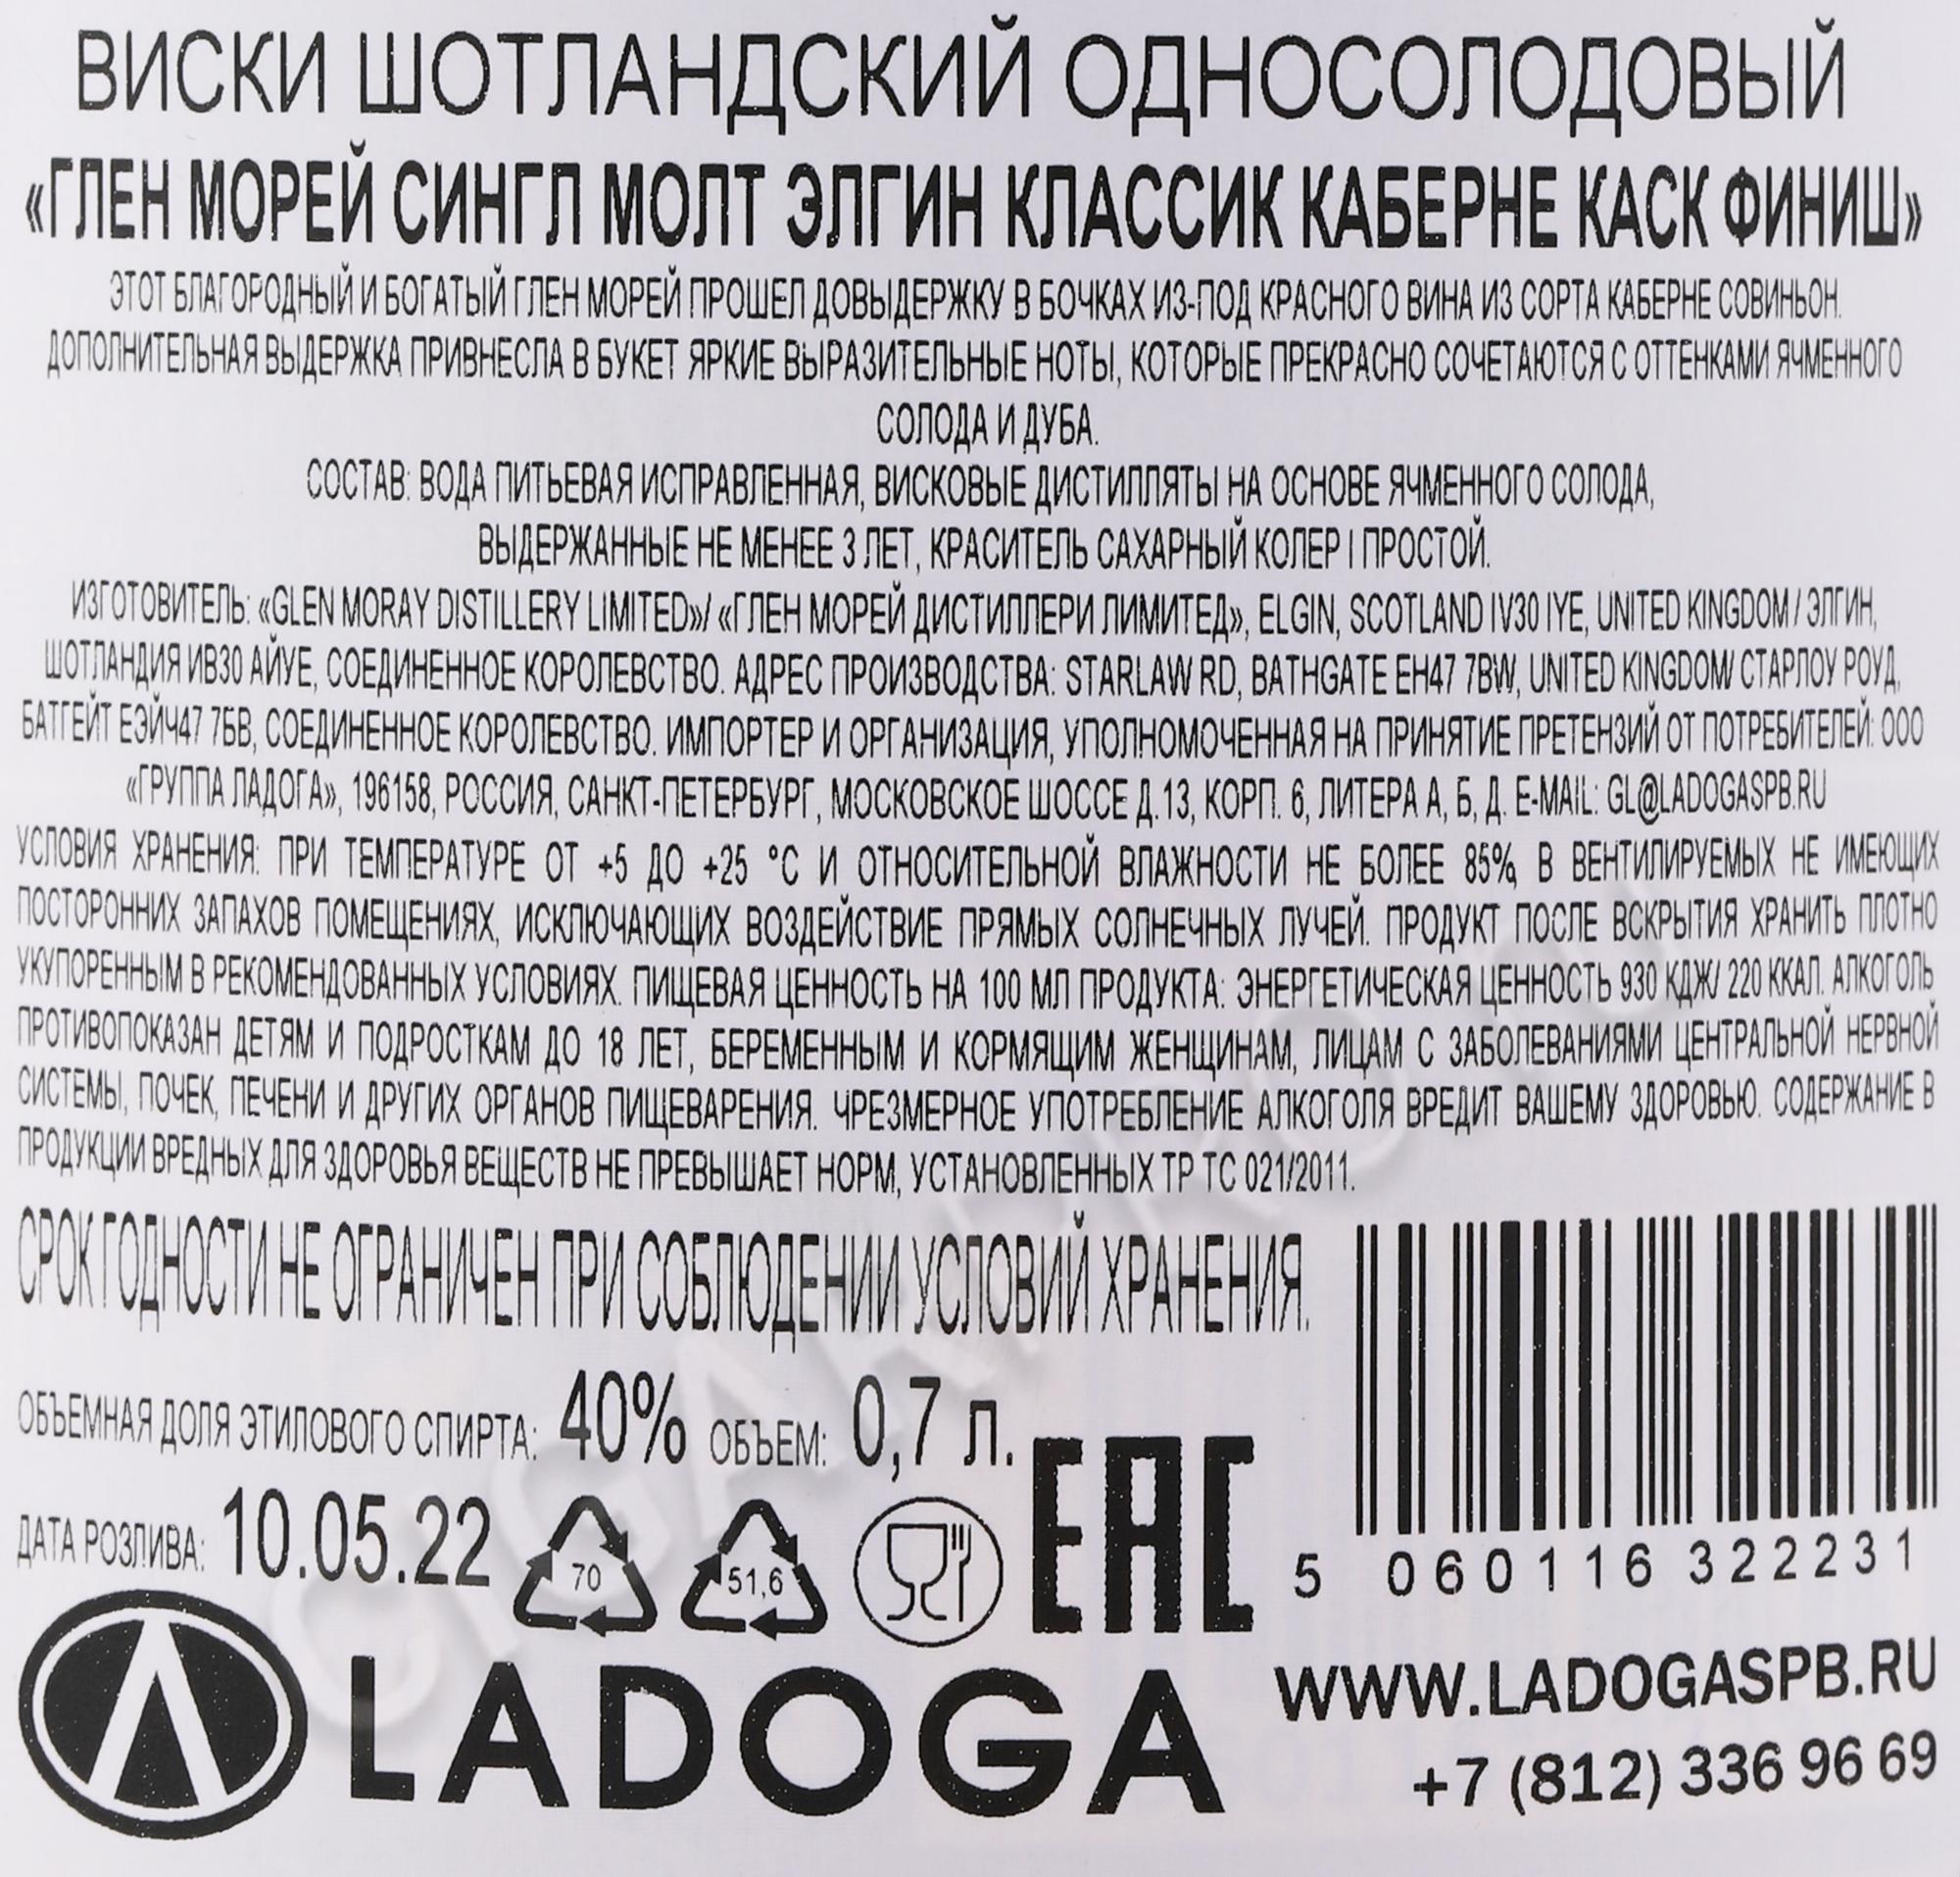 ВИСКИ ШОТЛАНДСКИЙ ОДНОСОЛОДОВЫЙ
«ГЛЕН МОРЕЙ СИНГЛ МОЛТ ЭЛГИН КЛАССИК КАБЕРНЕ КАСК ФИНИШ»
ЭТОТ БЛАГОРОДНЫЙ И БОГАТЫЙ ГЛЕН МОРЕЙ ПРОШЕЛ ДОВЫДЕРЖКУ В БОЧКАХ ИЗ-ПОД КРАСНОГО ВИНА ИЗ СОРТА КАБЕРНЕ СОВИНЬОН.
ДОПОЛНИТЕЛЬНАЯ ВЫДЕРЖКА ПРИВНЕСЛА В БУКЕТ ЯРКИЕ ВЫРАЗИТЕЛЬНЫЕ НОТЫ, КОТОРЫЕ ПРЕКРАСНО СОЧЕТАЮТСЯ С ОТТЕНКАМИ ЯЧМЕННОГО
СОЛОДА И ДУБА.
СОСТАВ: ВОДА ПИТЬЕВАЯ ИСПРАВЛЕННАЯ, ВИСКОВЫЕ ДИСТИЛЛЯТЫ НА ОСНОВЕ ЯЧМЕННОГО СОЛОДА,
ВЫДЕРЖАННЫЕ НЕ МЕНЕЕ 3 ЛЕТ, КРАСИТЕЛЬ САХАРНЫЙ КОЛЕР I ПРОСТОЙ.
ИЗГОТОВИТЕЛЬ: «GLEN MORAY DISTILLERY LIMITED»/ «ГЛЕН МОРЕЙ ДИСТИЛЛЕРИ ЛИМИТЕД», ELGIN, SCOTLAND IV30 IYE, UNITED KINGDOM / ЭЛГИН,
ШОТЛАНДИЯ ИВ30 АЙУЕ, СОЕДИНЕННОЕ КОРОЛЕВСТВО. АДРЕС ПРОИЗВОДСТВА: STARLAW RD, BATHGATE EH47 7BW, UNITED KINGDOM/ СТАРЛОУ РОУД,
БАТГЕЙТ ЕЭЙЧ47 7БВ, СОЕДИНЕННОЕ КОРОЛЕВСТВО. ИМПОРТЕР И ОРГАНИЗАЦИЯ, УПОЛНОМОЧЕННАЯ НА ПРИНЯТИЕ ПРЕТЕНЗИЙ ОТ ПОТРЕБИТЕЛЕЙ: ООО
«ГРУППА ЛАДОГА», 196158, РОССИЯ, САНКТ-ПЕТЕРБУРГ, МОСКОВСКОЕ ШОССЕ Д.13, КОРП. 6, ЛИТЕРА А, Б, Д. E-MAIL: GL@LADOGASPB.RU
УСЛОВИЯ ХРАНЕНИЯ: ПРИ ТЕМПЕРАТУРЕ ОТ +5 ДО +25 °С И ОТНОСИТЕЛЬНОЙ ВЛАЖНОСТИ НЕ БОЛЕЕ 85%, В ВЕНТИЛИРУЕМЫХ НЕ ИМЕЮЩИХ
ПОСТОРОННИХ ЗАПАХОВ ПОМЕЩЕНИЯХ, ИСКЛЮЧАЮЩИХ ВОЗДЕЙСТВИЕ ПРЯМЫХ СОЛНЕЧНЫХ ЛУЧЕЙ. ПРОДУКТ ПОСЛЕ ВСКРЫТИЯ ХРАНИТЬ ПЛОТНО
УКУПОРЕННЫМ В РЕКОМЕНДОВАННЫХ УСЛОВИЯХ. ПИЩЕВАЯ ЦЕННОСТЬ НА 100 МЛ ПРОДУКТА: ЭНЕРГЕТИЧЕСКАЯ ЦЕННОСТЬ 930 КДЖ/ 220 ККАЛ. АЛКОГОЛЬ
ПРОТИВОПОКАЗАН ДЕТЯМ И ПОДРОСТКАМ ДО 18 ЛЕТ, БЕРЕМЕННЫМ И КОРМЯЩИМ ЖЕНЩИНАМ, ЛИЦАМ С ЗАБОЛЕВАНИЯМИ ЦЕНТРАЛЬНОЙ НЕРВНОЙ
СИСТЕМЫ, ПОЧЕК, ПЕЧЕНИ И ДРУГИХ ОРГАНОВ ПИЩЕВАРЕНИЯ. ЧРЕЗМЕРНОЕ УПОТРЕБЛЕНИЕ АЛКОГОЛЯ ВРЕДИТ ВАШЕМУ ЗДОРОВЬЮ. СОДЕРЖАНИЕ В
ПРОДУКЦИИ ВРЕДНЫХ ДЛЯ ЗДОРОВЬЯ ВЕЩЕСТВ НЕ ПРЕВЫШАЕТ НОРМ, УСТАНОВЛЕННЫХ ТР ТС 021/2011.
СРОК ГОДНОСТИ НЕ ОГРАНИЧЕН ПРИ СОБЛЮДЕНИИ УСЛОВИЙ ХРАНЕНИЯ.
ОБЪЕМНАЯ ДОЛЯ ЭТИЛОВОГО СПИРТА: 40% ОБЪЕМ: 0,7 л.
ДАТА РОЗЛИВА: 10.05.22
70
51,6
EAC
5 060116 322231
LADOGA
WWW.LADOGASPB.RU
+7 (812) 336 96 69
CIGARPRO.ru